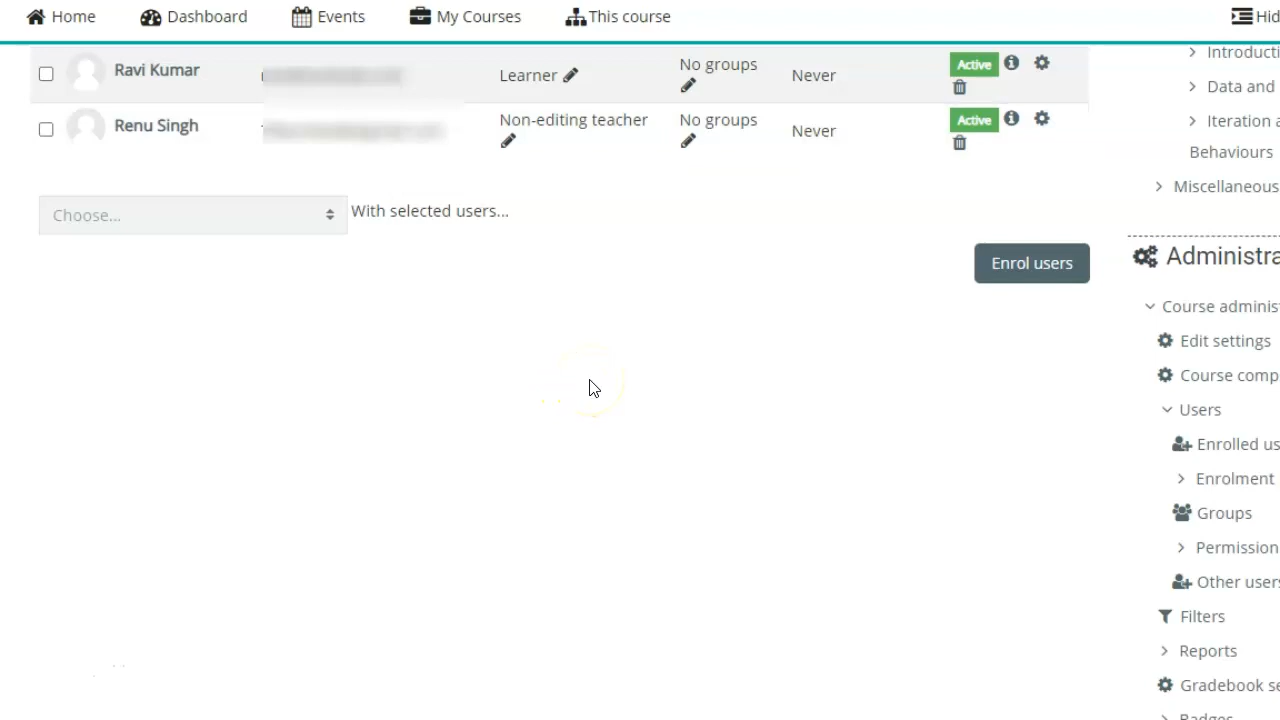 Home Dashboard Events My Courses This course Hid
Ravi Kumar Learner No groups Never Active
Renu Singh Non-editing teacher No groups Never Active
Choose... With selected users...
Enrol users
Introducti
Data and
Iteration a
Behaviours
Miscellaneous
Administra
Course adminis
Edit settings
Course comp
Users
Enrolled us
Enrolment
Groups
Permission
Other users
Filters
Reports
Gradebook se
Badges